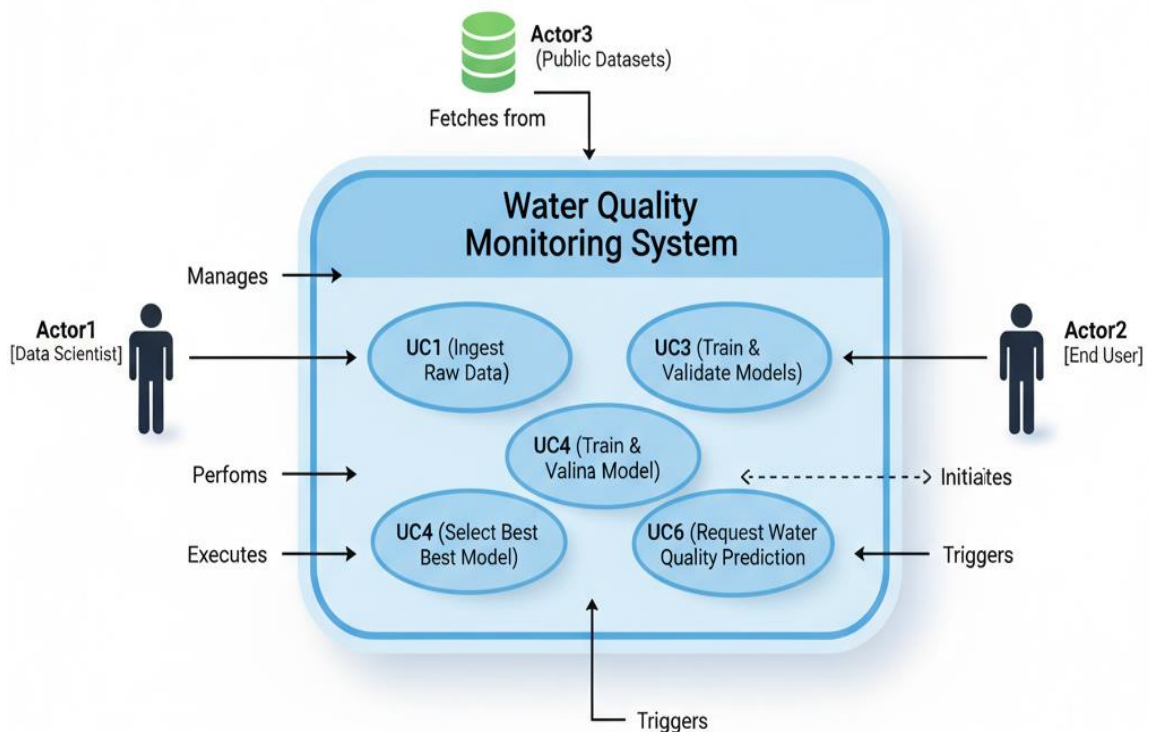 Actor3
(Public Datasets)
Fetches from
Water Quality
Monitoring System
Manages
Actor1
[Data Scientist]
UC1 (Ingest
Raw Data)
UC3 (Train &
Validate Models)
Actor2
[End User]
UC4 (Train &
Valina Model)
Perfoms
Initiates
UC4 (Select Best
Best Model)
UC6 (Request Water
Quality Prediction
Executes
Triggers
Triggers